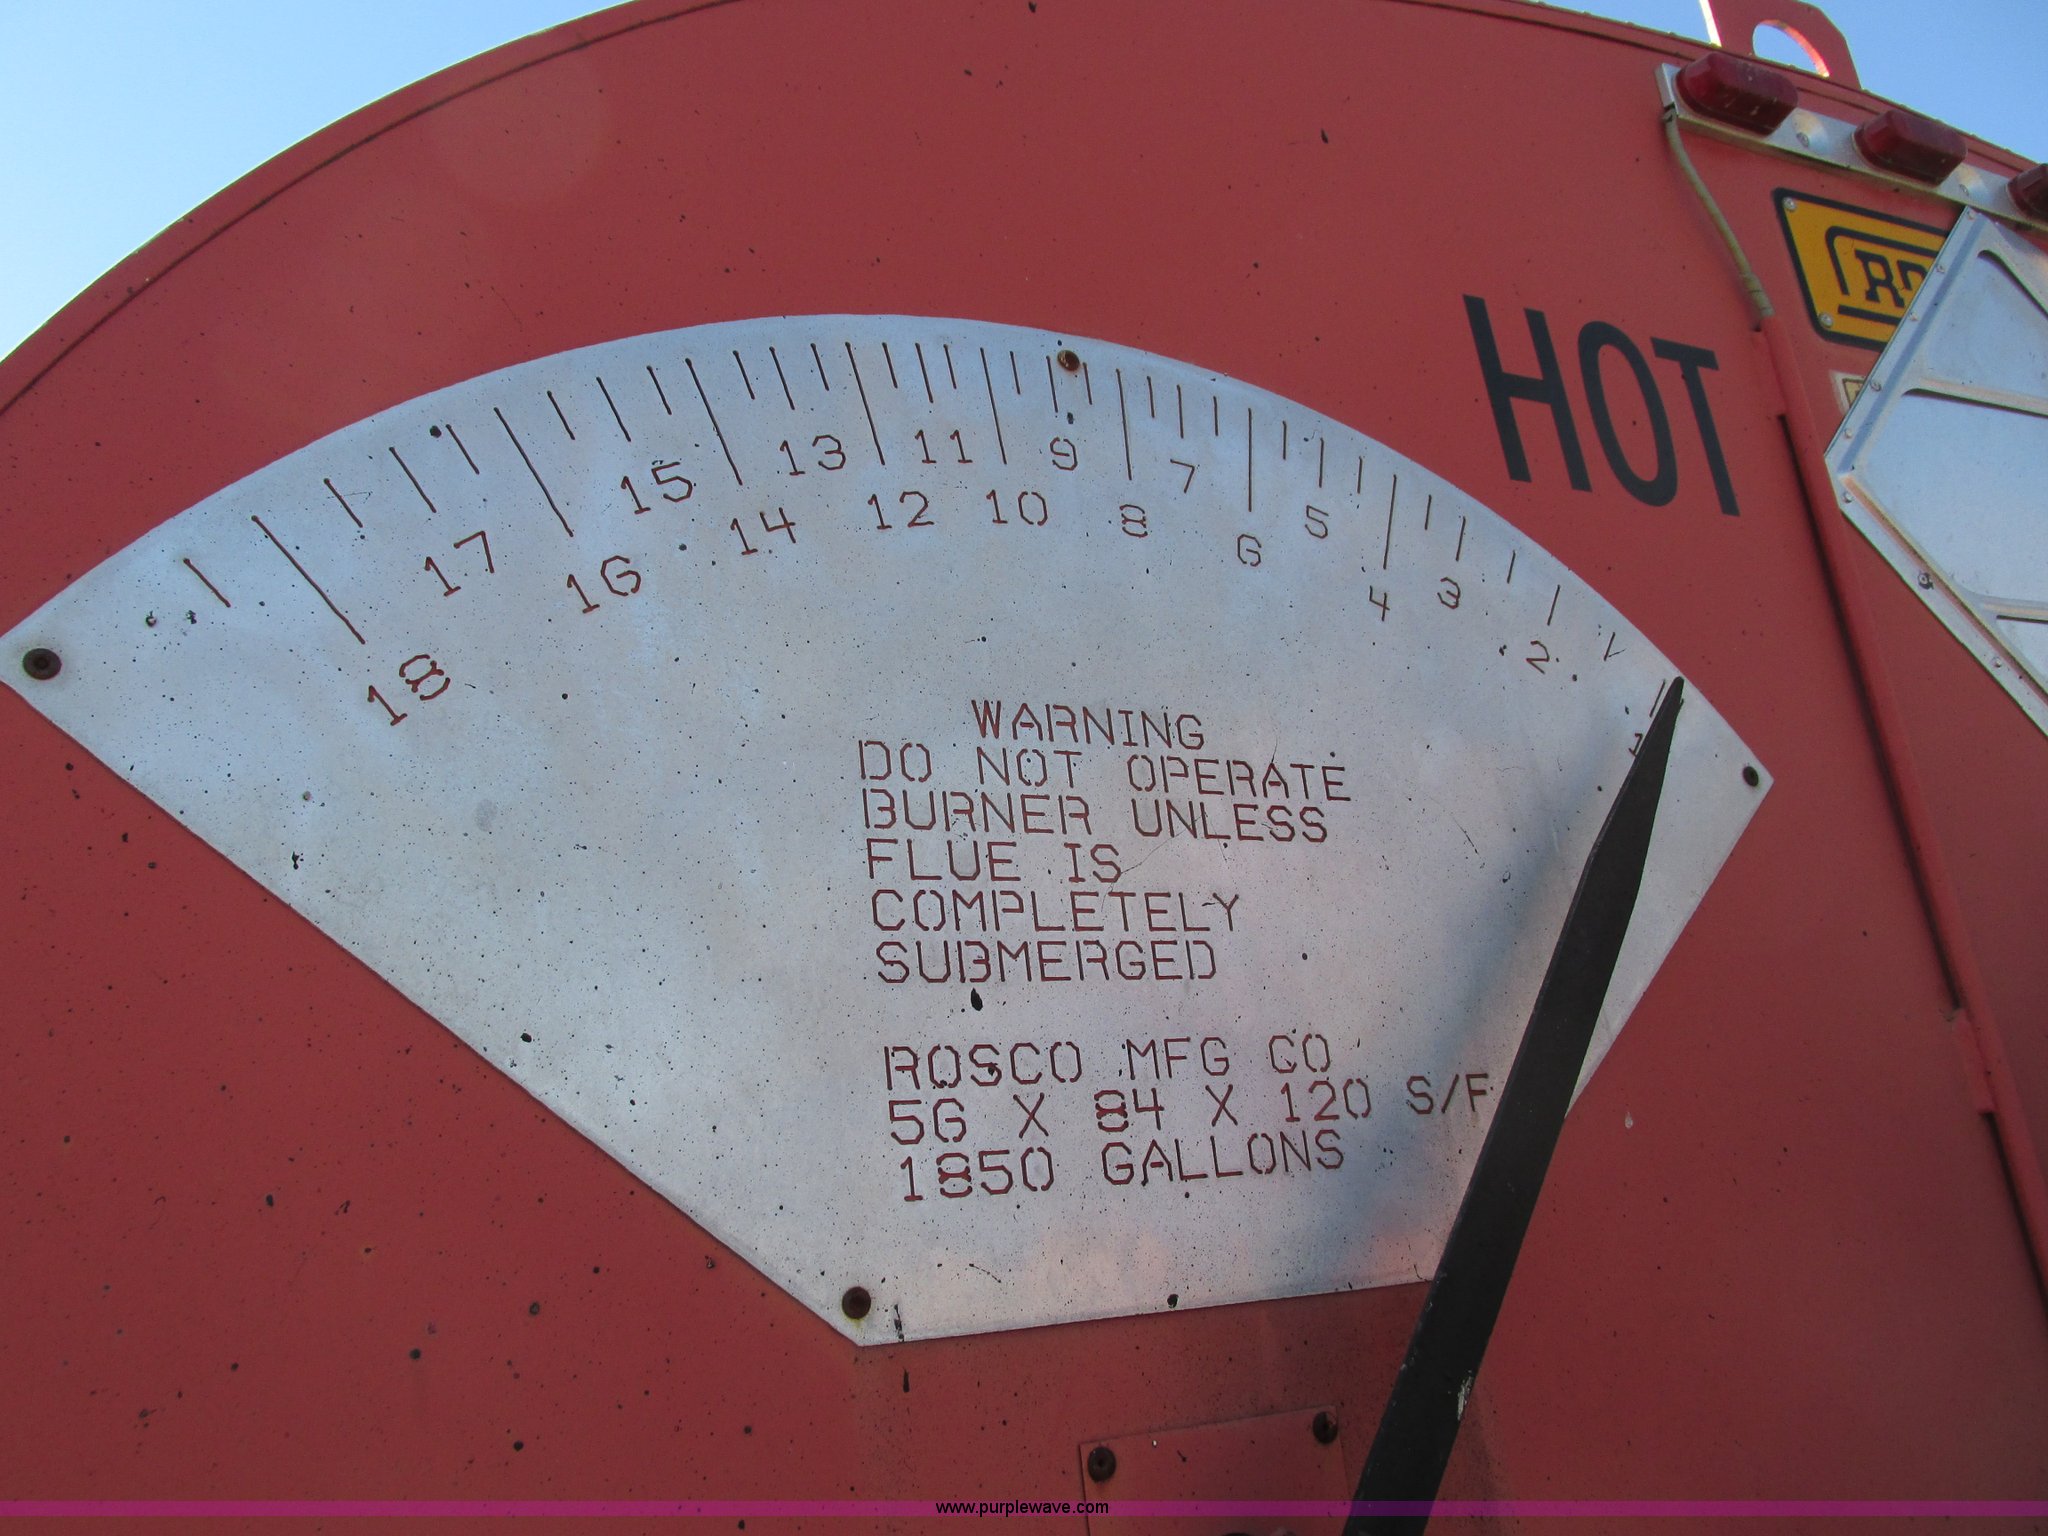 HOT
18 17 16 15 14 13 12 11 10 9 8 7 6 5 4 3 2 1
WARNING
DO NOT OPERATE
BURNER UNLESS
FLUE IS
COMPLETELY
SUBMERGED
ROSCO MFG CO
56 X 84 X 120 S/F
1850 GALLONS
www.purplewave.com